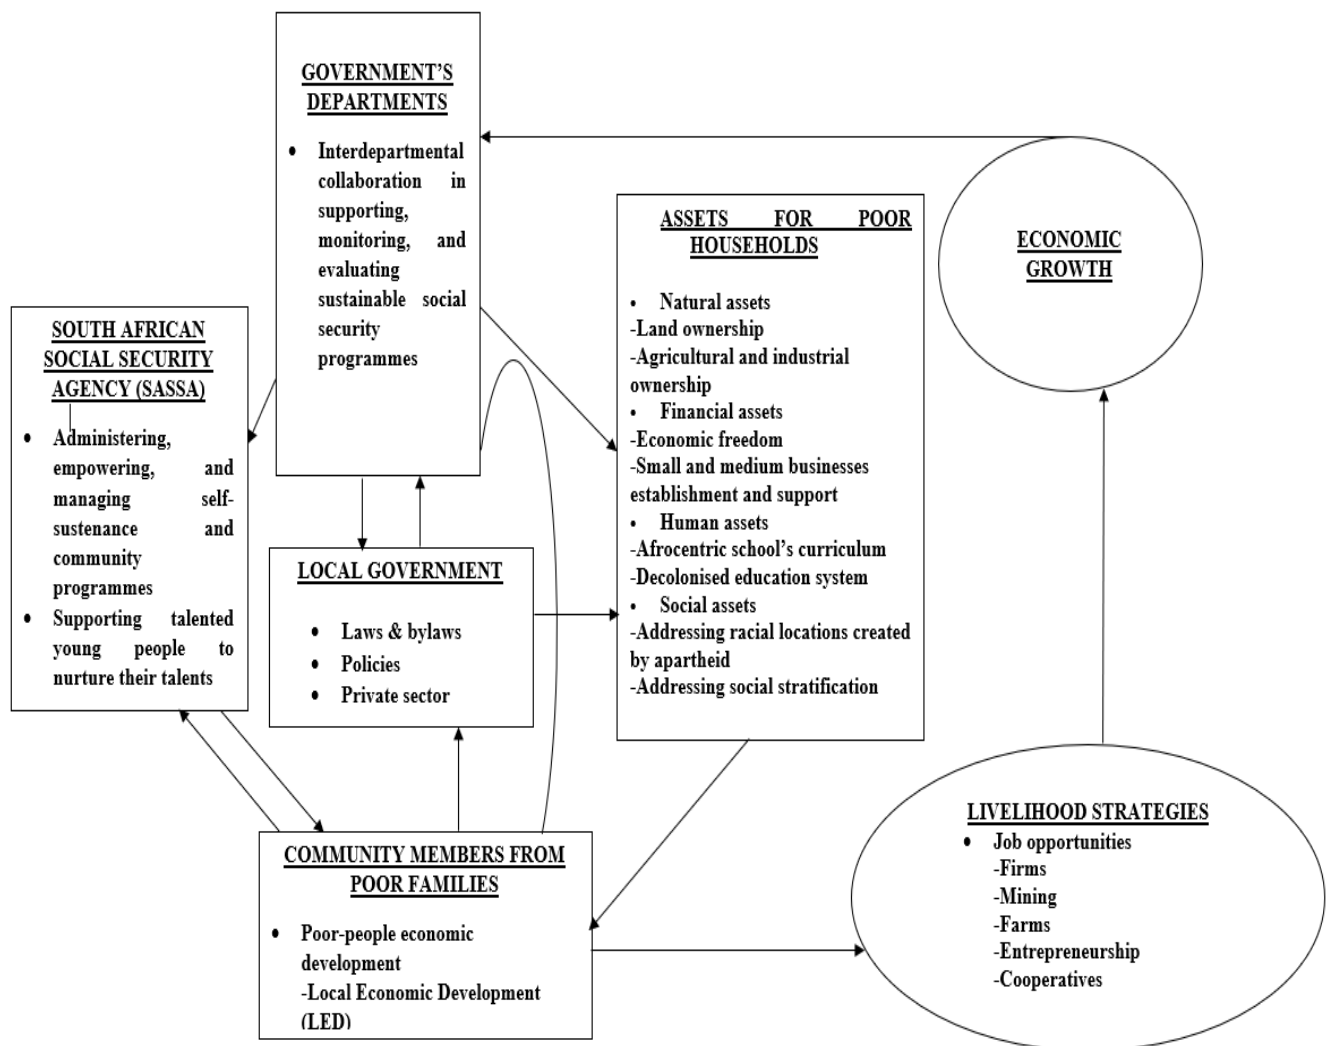 GOVERNMENT'S
DEPARTMENTS
• Interdepartmental
collaboration in
supporting,
monitoring, and
evaluating
sustainable social
security
programmes
SOUTH AFRICAN
SOCIAL SECURITY
AGENCY (SASSA)
• Administering,
empowering, and
managing self-
sustenance and
community
programmes
• Supporting talented
young people to
nurture their talents
LOCAL GOVERNMENT
• Laws & bylaws
• Policies
• Private sector
COMMUNITY MEMBERS FROM
POOR FAMILIES
• Poor-people economic
development
-Local Economic Development
(LED)
ASSETS FOR POOR
HOUSEHOLDS
• Natural assets
-Land ownership
-Agricultural and industrial
ownership
• Financial assets
-Economic freedom
-Small and medium businesses
establishment and support
• Human assets
-Afrocentric school's curriculum
-Decolonised education system
• Social assets
-Addressing racial locations created
by apartheid
-Addressing social stratification
ECONOMIC
GROWTH
LIVELIHOOD STRATEGIES
• Job opportunities
-Firms
-Mining
-Farms
-Entrepreneurship
-Cooperatives